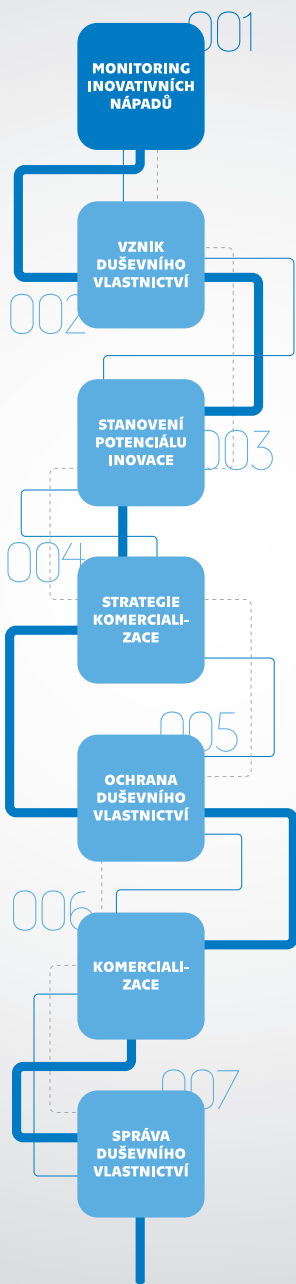 001
MONITORING
INOVATIVNÍCH
NÁPADŮ
VZNIK
DUŠEVNÍHO
VLASTNICTVÍ
002
STANOVENÍ
POTENCIÁLU
INOVACE
003
004
STRATEGIE
KOMERCIALI-
ZACE
005
OCHRANA
DUŠEVNÍHO
VLASTNICTVÍ
006
KOMERCIALI-
ZACE
007
SPRÁVA
DUŠEVNÍHO
VLASTNICTVÍ